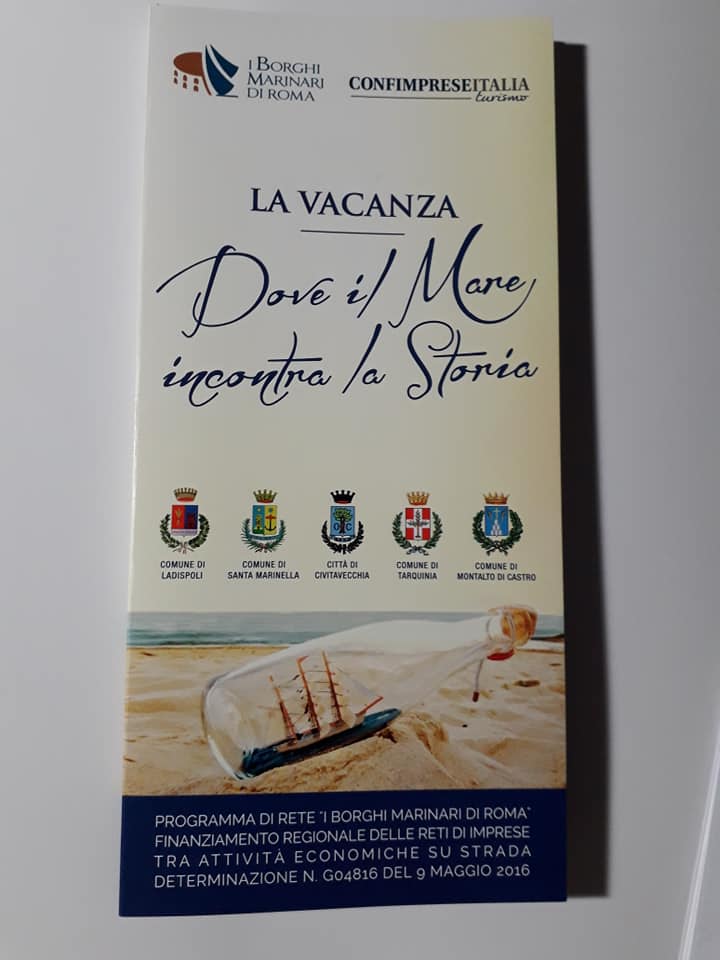 I BORGHI
MARINARI
DI ROMA
CONFIMPRESEITALIA
turismo
LA VACANZA
Dove il Mare
incontra la Storia
COMUNE DI
LADISPOLI
COMUNE DI
SANTA MARINELLA
CITTÀ DI
CIVITAVECCHIA
COMUNE DI
TARQUINIA
COMUNE DI
MONTALTO DI CASTRO
PROGRAMMA DI RETE "I BORGHI MARINARI DI ROMA"
FINANZIAMENTO REGIONALE DELLE RETI DI IMPRESE
TRA ATTIVITÀ ECONOMICHE SU STRADA
DETERMINAZIONE N. G04816 DEL 9 MAGGIO 2016